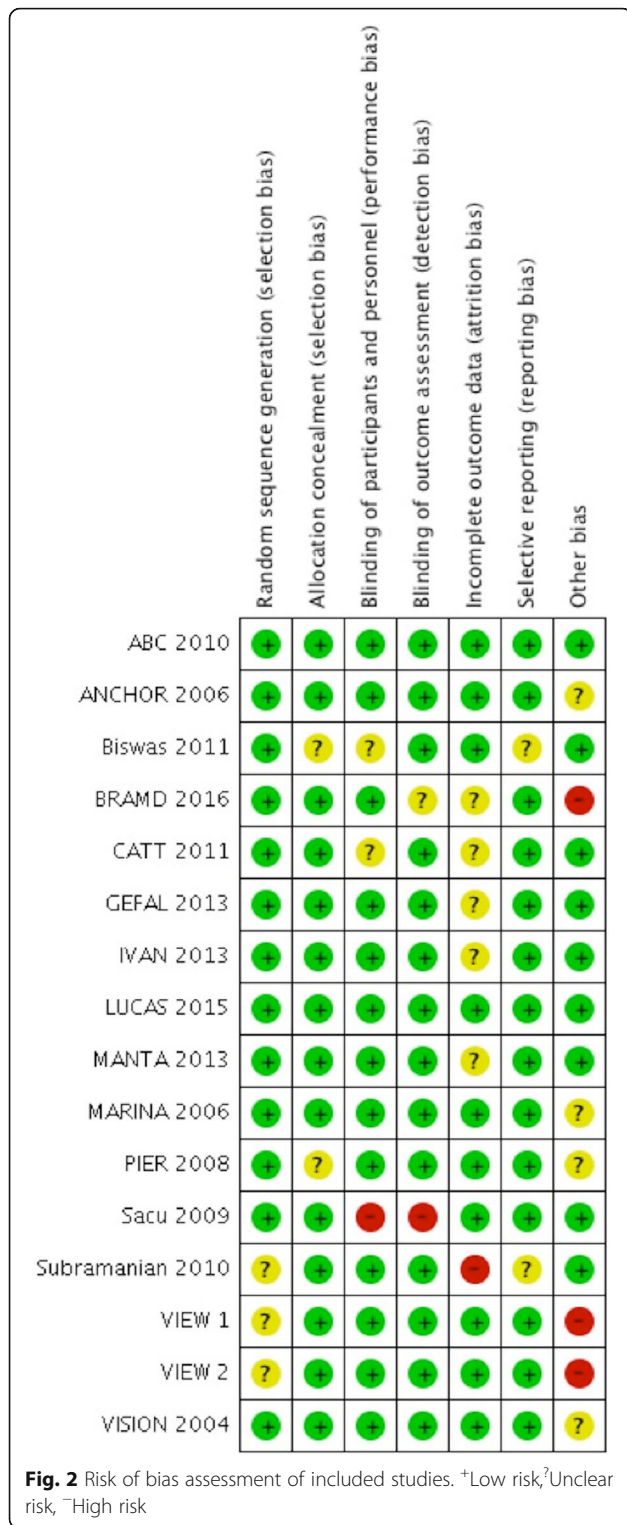 Random sequence generation (selection bias)
Allocation concealment (selection bias)
Blinding of participants and personnel (performance bias)
Blinding of outcome assessment (detection bias)
Incomplete outcome data (attrition bias)
Selective reporting (reporting bias)
Other bias
ABC 2010 + + + + + + +
ANCHOR 2006 + + + + + + ?
Biswas 2011 + ? ? + + ? +
BRAMD 2016 + + + ? ? + -
CATT 2011 + + ? + ? + +
GEFAL 2013 + + + + ? + +
IVAN 2013 + + + + ? + +
LUCAS 2015 + + + + + + +
MANTA 2013 + + + + ? + +
MARINA 2006 + + + + + + ?
PIER 2008 + ? + + + + ?
Sacu 2009 + + - - + + +
Subramanian 2010 ? + + + - ? +
VIEW 1 ? + + + + + -
VIEW 2 ? + + + + + -
VISION 2004 + + + + + + ?
Fig. 2 Risk of bias assessment of included studies. +Low risk,?Unclear
risk, −High risk